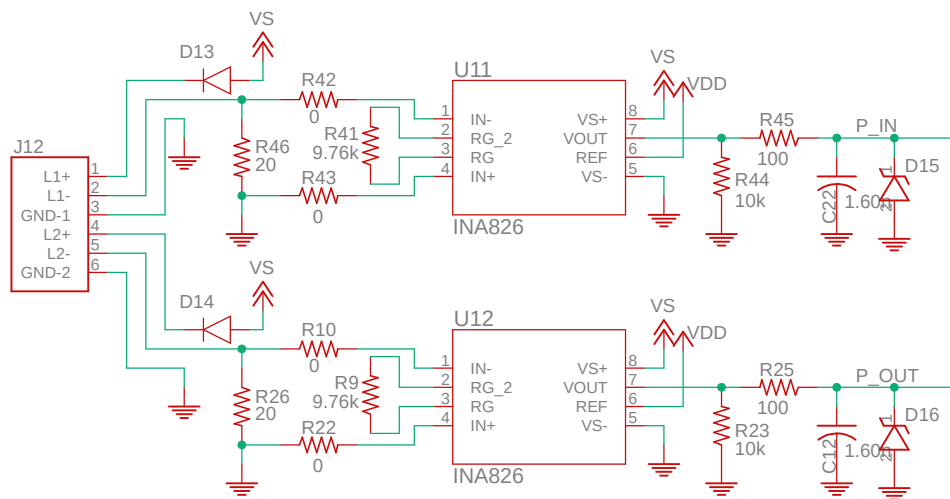 VS
D13
R42
0
U11
INA826
1 IN-
2 RG_2
3 RG
4 IN+
VS+ 8
VOUT 7
REF 6
VS- 5
VS
VDD
R41
9.76k
R46
20
R43
0
R45
100
P_IN
R44
10k
C22
1
2
D15
J12
L1+ 1
L1- 2
GND-1 3
L2+ 4
L2- 5
GND-2 6
VS
D14
R10
0
U12
INA826
1 IN-
2 RG_2
3 RG
4 IN+
VS+ 8
VOUT 7
REF 6
VS- 5
VS
VDD
R9
9.76k
R26
20
R22
0
R25
100
P_OUT
R23
10k
C12
1
2
D16